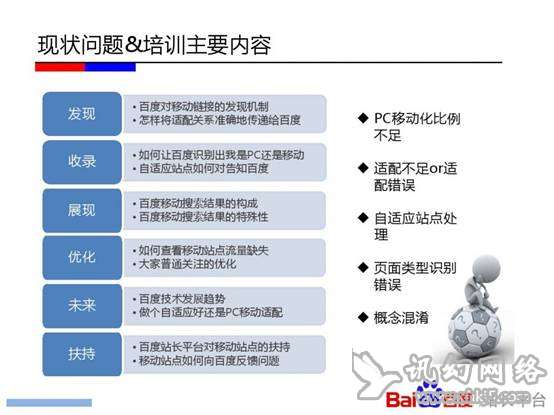 现状问题&培训主要内容
发现
• 百度对移动链接的发现机制
• 怎样将适配关系准确地传递给百度
收录
• 如何让百度识别出我是PC还是移动
• 自适应站点如何对告知百度
展现
• 百度移动搜索结果的构成
• 百度移动搜索结果的特殊性
优化
• 如何查看移动站点流量缺失
• 大家普通关注的优化
未来
• 百度技术发展趋势
• 做个自适应好还是PC移动适配
扶持
• 百度站长平台对移动站点的扶持
• 移动站点如何向百度反馈问题
◆ PC移动化比例
不足
◆ 适配不足or适
配错误
◆ 自适应站点处
理
◆ 页面类型识别
错误
◆ 概念混淆
讯幻网络